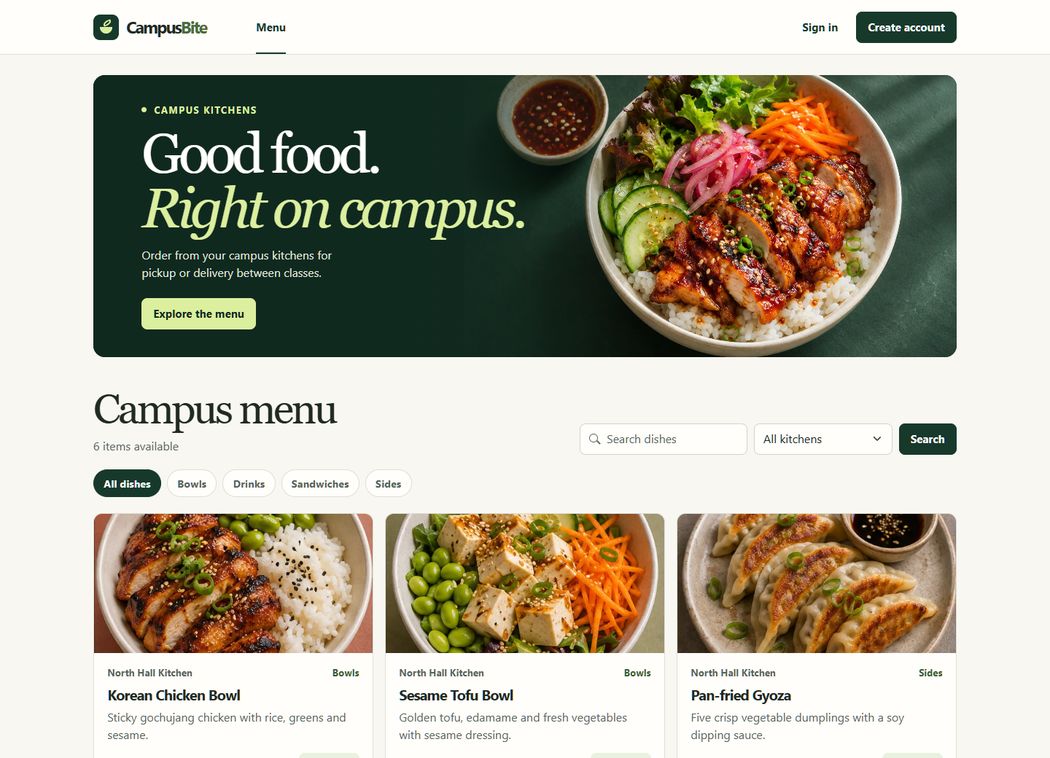 CampusBite
Menu
Sign in
Create account
CAMPUS KITCHENS
Good food.
Right on campus.
Order from your campus kitchens for
pickup or delivery between classes.
Explore the menu
Campus menu
6 items available
Search dishes
All kitchens
Search
All dishes
Bowls
Drinks
Sandwiches
Sides
North Hall Kitchen
Bowls
Korean Chicken Bowl
Sticky gochujang chicken with rice, greens and
sesame.
North Hall Kitchen
Bowls
Sesame Tofu Bowl
Golden tofu, edamame and fresh vegetables
with sesame dressing.
North Hall Kitchen
Sides
Pan-fried Gyoza
Five crisp vegetable dumplings with a soy
dipping sauce.